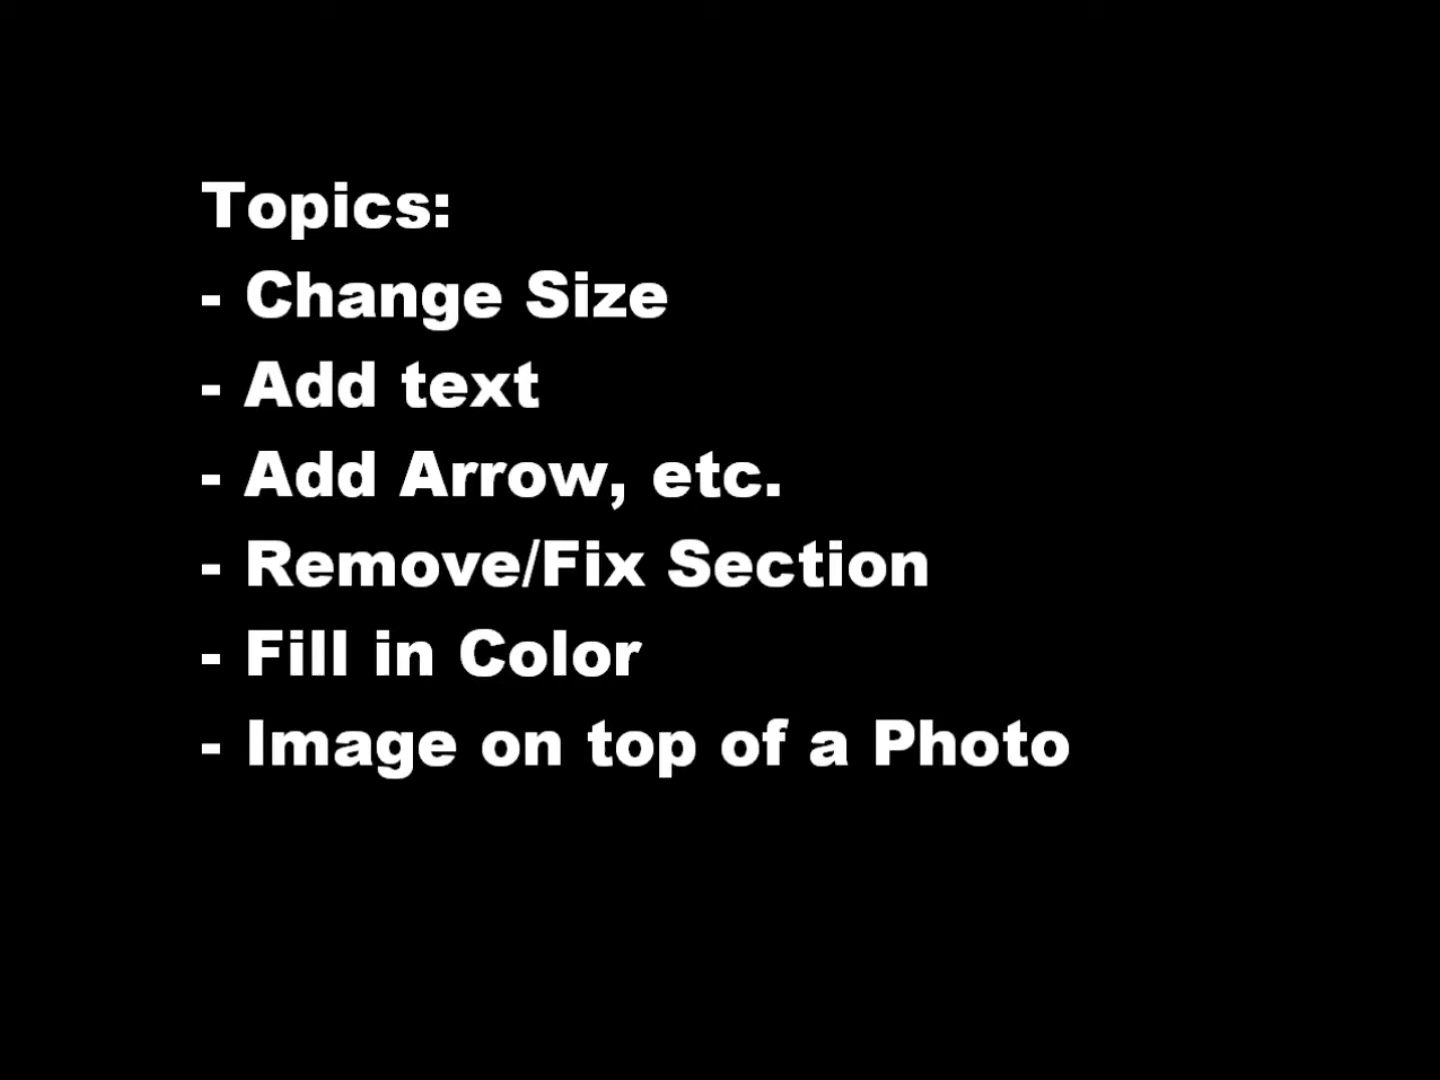 Topics:
- Change Size
- Add text
- Add Arrow, etc.
- Remove/Fix Section
- Fill in Color
- Image on top of a Photo